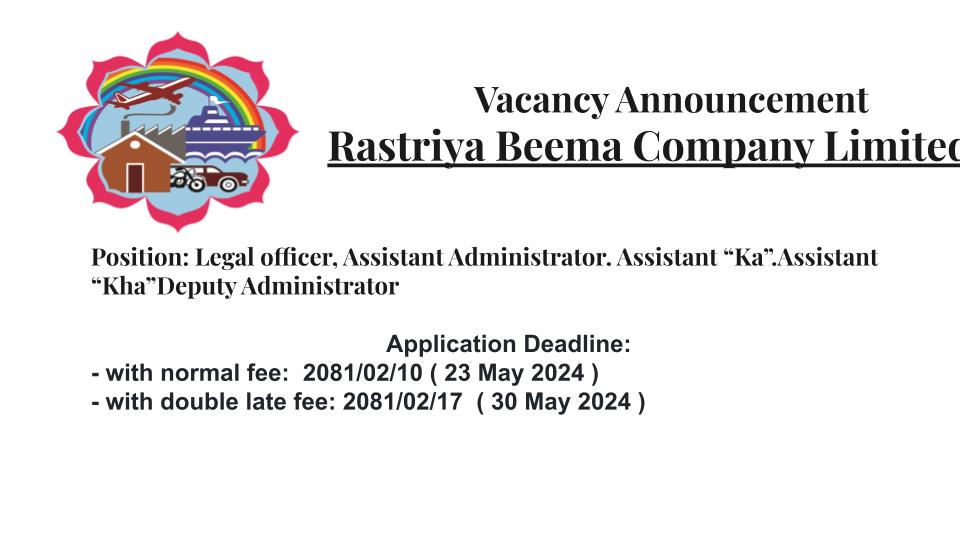 Vacancy Announcement
Rastriya Beema Company Limited
Position: Legal officer, Assistant Administrator. Assistant “Ka”.Assistant
“Kha”Deputy Administrator
Application Deadline:
- with normal fee:  2081/02/10 ( 23 May 2024 )
- with double late fee: 2081/02/17  ( 30 May 2024 )